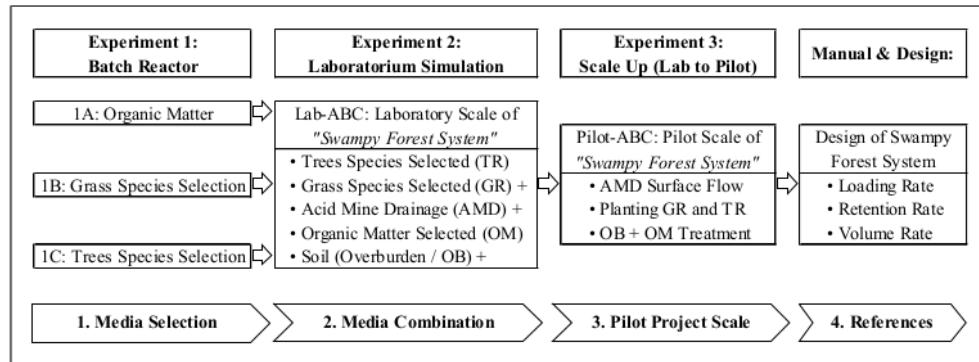 Experiment 1:
Batch Reactor
Experiment 2:
Laboratorium Simulation
Experiment 3:
Scale Up (Lab to Pilot)
Manual & Design:
1A: Organic Matter
1B: Grass Species Selection
1C: Trees Species Selection
Lab-ABC: Laboratory Scale of
"Swampy Forest System"
• Trees Species Selected (TR)
• Grass Species Selected (GR) +
• Acid Mine Drainage (AMD) +
• Organic Matter Selected (OM)
• Soil (Overburden / OB) +
Pilot-ABC: Pilot Scale of
"Swampy Forest System"
• AMD Surface Flow
• Planting GR and TR
• OB + OM Treatment
Design of Swampy
Forest System
• Loading Rate
• Retention Rate
• Volume Rate
1. Media Selection
2. Media Combination
3. Pilot Project Scale
4. References